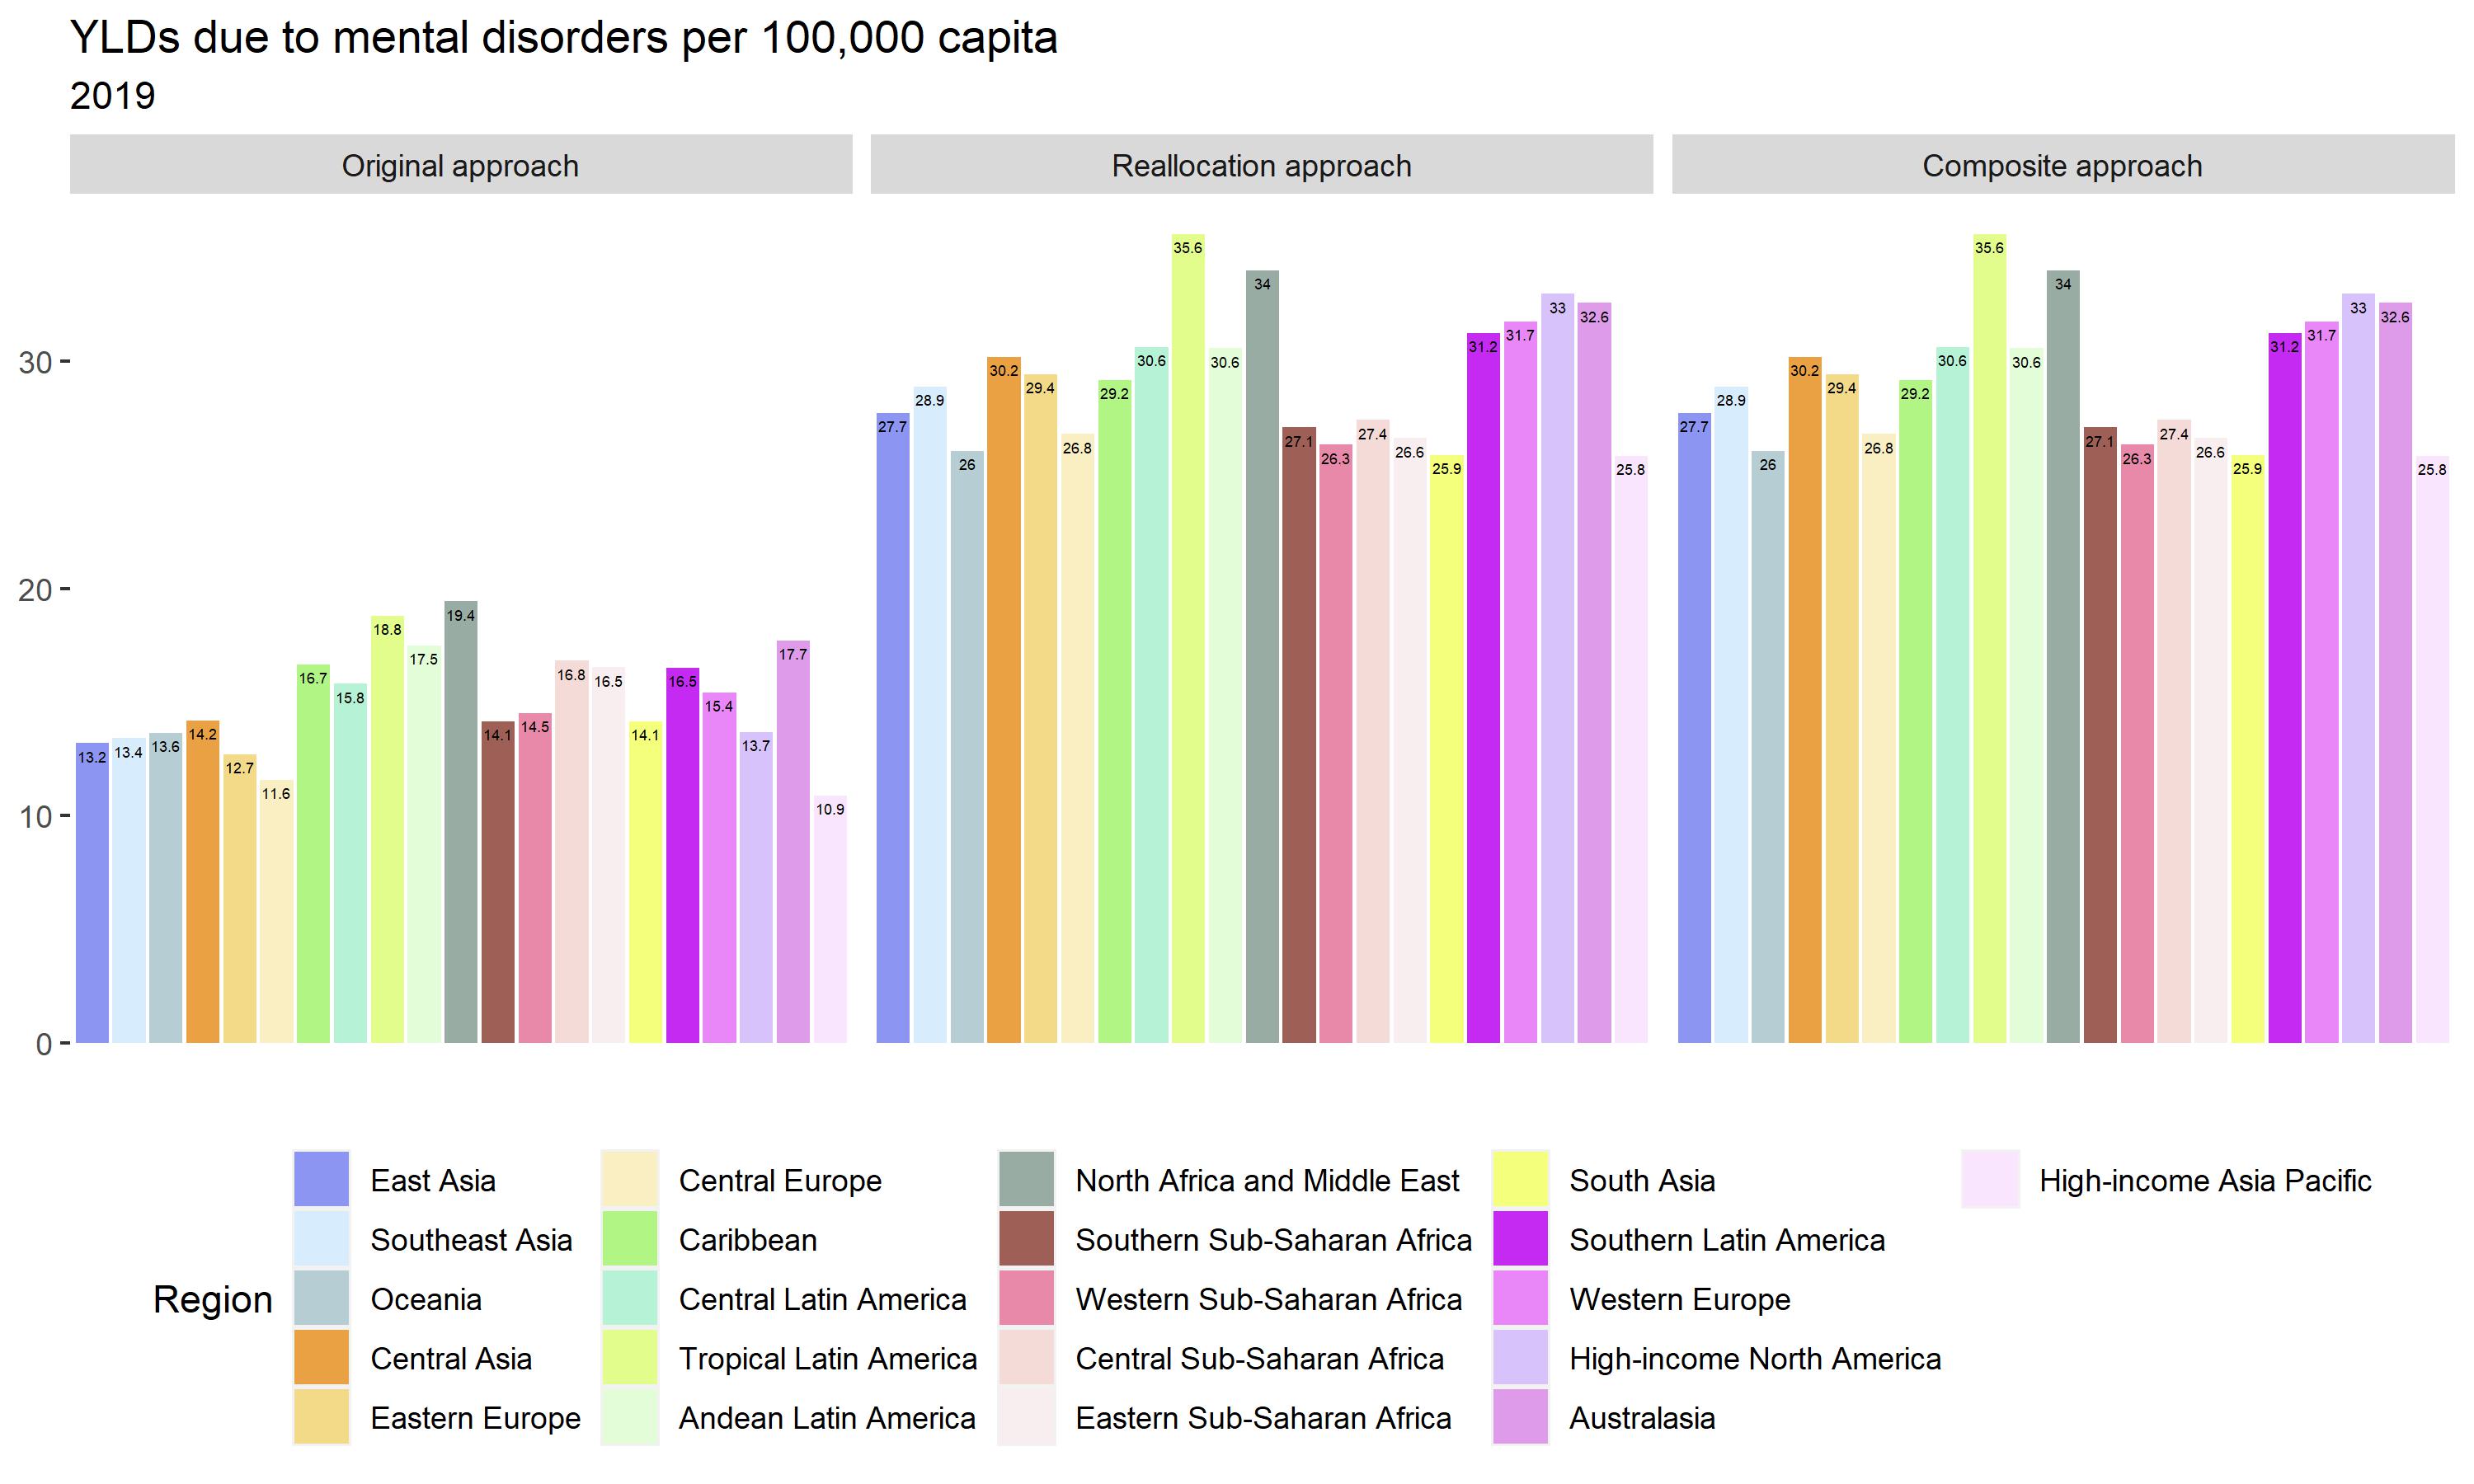 YLDs due to mental disorders per 100,000 capita
2019
Original approach
Reallocation approach
Composite approach
30
20
10
0
13.2
13.4
13.6
14.2
12.7
11.6
16.7
15.8
18.8
17.5
19.4
14.1
14.5
16.8
16.5
14.1
16.5
15.4
13.7
17.7
10.9
27.7
28.9
26
30.2
29.4
26.8
29.2
30.6
35.6
30.6
34
27.1
26.3
27.4
26.6
25.9
31.2
31.7
33
32.6
25.8
27.7
28.9
26
30.2
29.4
26.8
29.2
30.6
35.6
30.6
34
27.1
26.3
27.4
26.6
25.9
31.2
31.7
33
32.6
25.8
Region
East Asia
Southeast Asia
Oceania
Central Asia
Eastern Europe
Central Europe
Caribbean
Central Latin America
Tropical Latin America
Andean Latin America
North Africa and Middle East
Southern Sub-Saharan Africa
Western Sub-Saharan Africa
Central Sub-Saharan Africa
Eastern Sub-Saharan Africa
South Asia
Southern Latin America
Western Europe
High-income North America
Australasia
High-income Asia Pacific